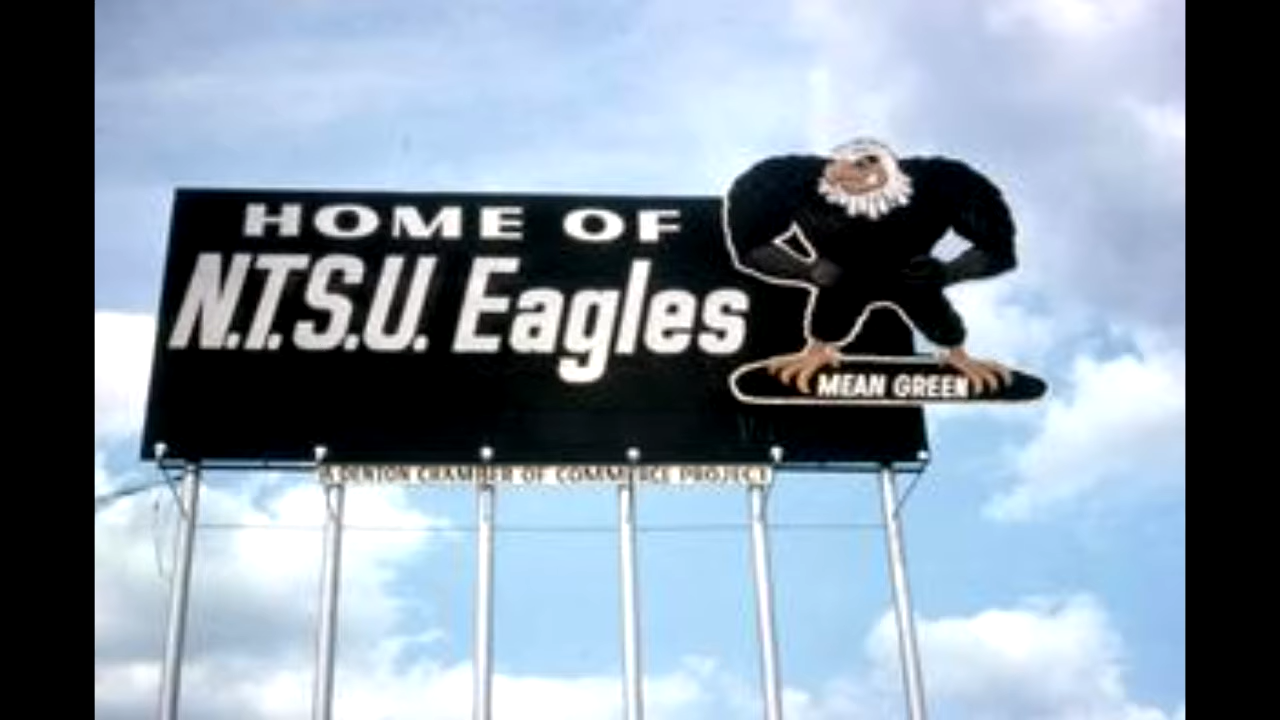 HOME OF
N.T.S.U. Eagles
MEAN GREEN
A DENTON CHAMBER OF COMMERCE PROJECT